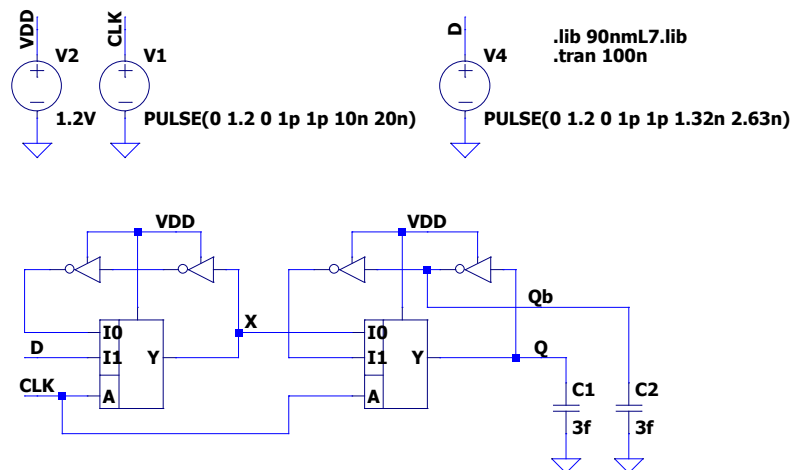 VDD
V2
1.2V
CLK
V1
PULSE(0 1.2 0 1p 1p 10n 20n)
D
V4
PULSE(0 1.2 0 1p 1p 1.32n 2.63n)
.lib 90nmL7.lib
.tran 100n
VDD
VDD
X
Qb
I0
I1
Y
A
D
CLK
I0
I1
Y
A
Q
C1
3f
C2
3f